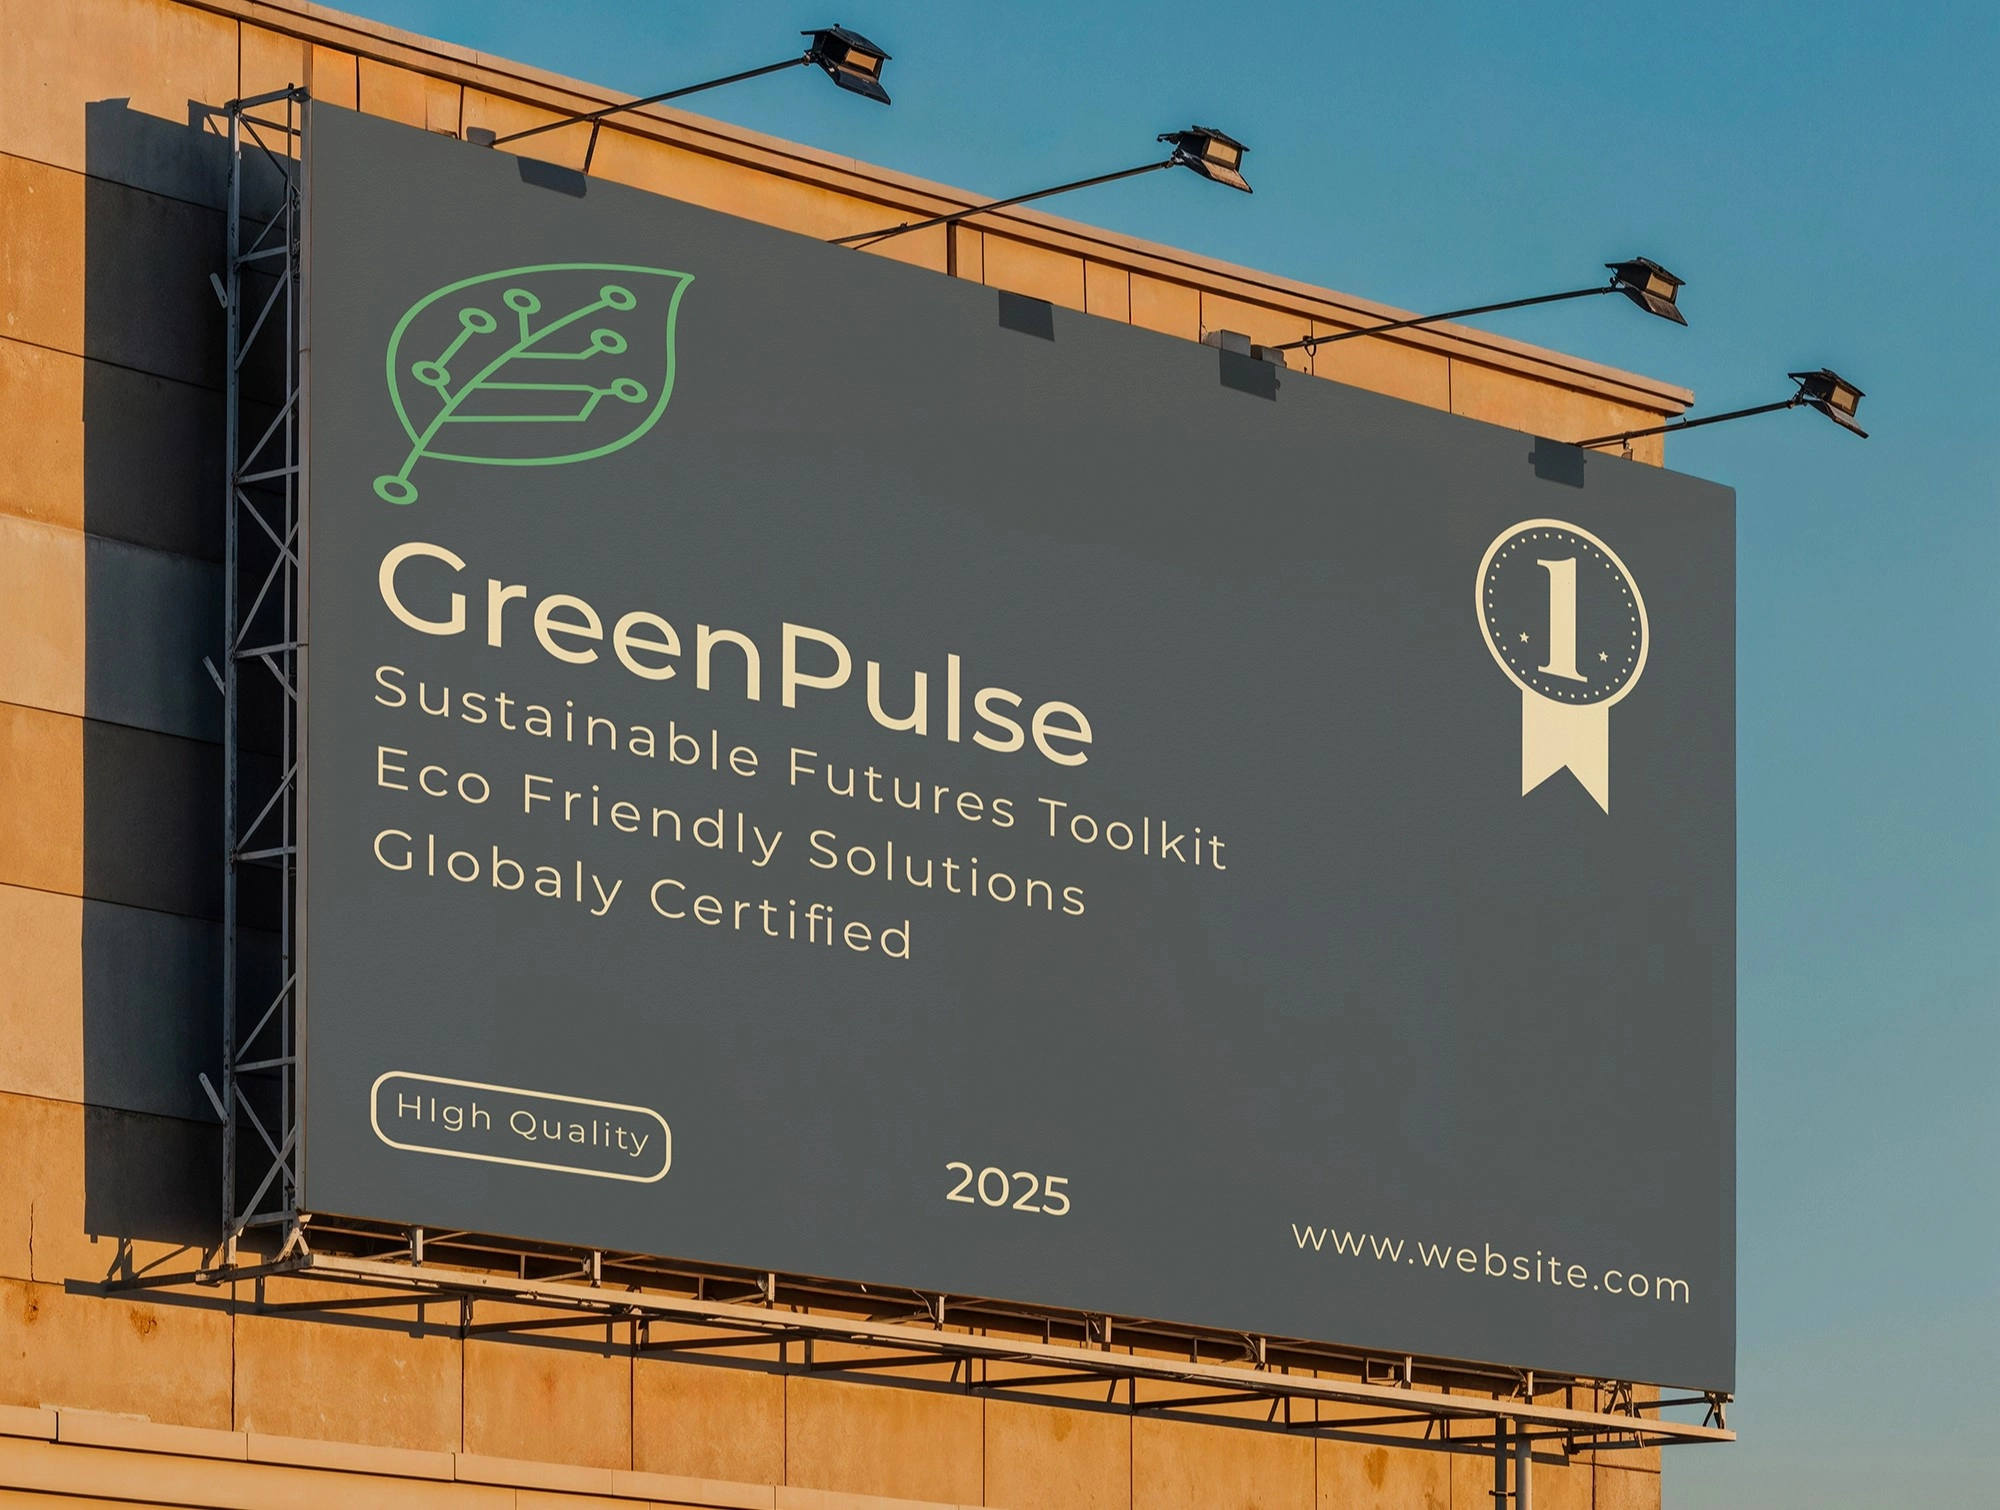 1
GreenPulse
Sustainable Futures Toolkit
Eco Friendly Solutions
Globaly Certified
HIgh Quality
2025
www.website.com